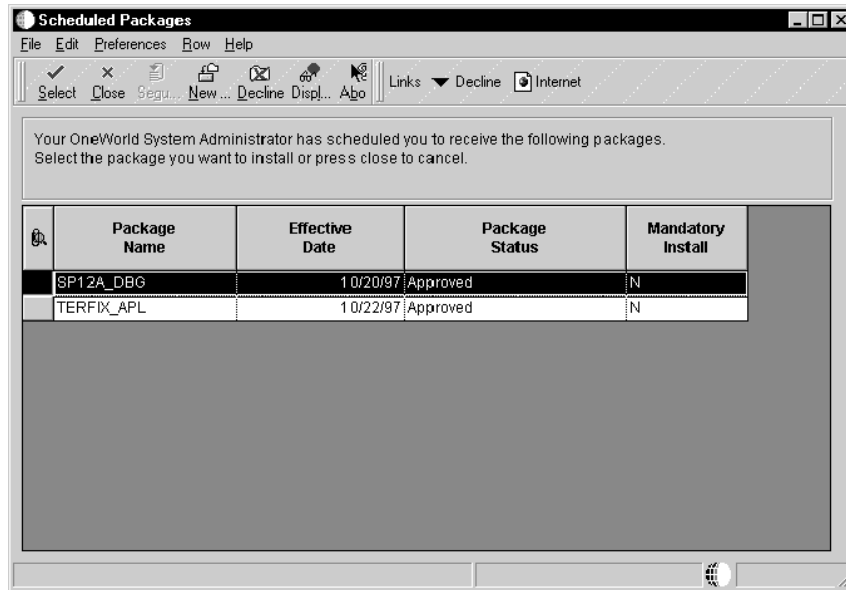 Scheduled Packages
File Edit Preferences Row Help
Select Close Sequ... New... Decline Displ... Abo Links Decline Internet
Your OneWorld System Administrator has scheduled you to receive the following packages.
Select the package you want to install or press close to cancel.
Package Name Effective Date Package Status Mandatory Install
SP12A_DBG 10/20/97 Approved N
TERFIX_APL 10/22/97 Approved N